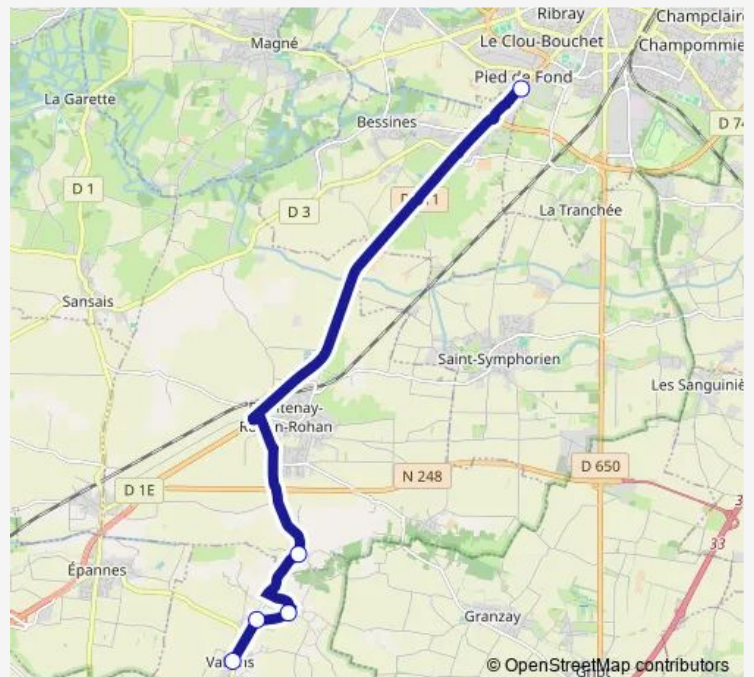 Ribray
Champclair
Magné
Le Clou-Bouchet
Champommie
Pied de Fond
La Garette
Bessines
D 74
D 1
D 3
La Tranchée
Sansais
Saint-Symphorien
Les Sanguiniè
N 248
D 650
D 1E
33
Épannes
Granzay
© OpenStreetMap contributors